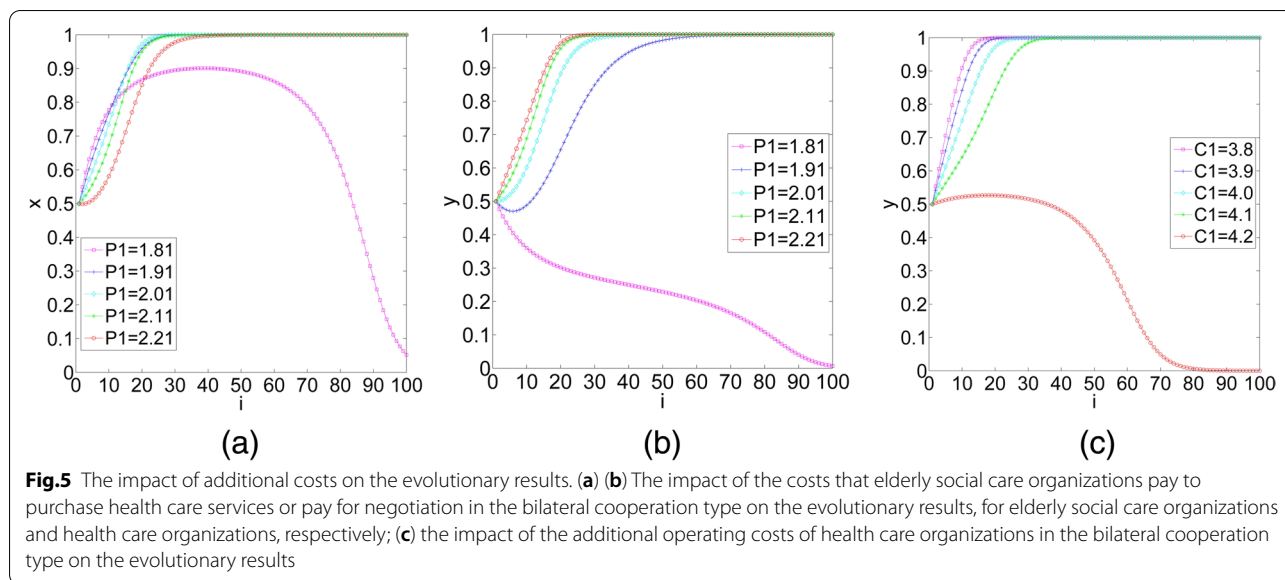 1
0.9
0.8
0.7
0.6
x
0.5
0.4
0.3
0.2
0.1
0
P1=1.81
P1=1.91
P1=2.01
P1=2.11
P1=2.21
0 10 20 30 40 50 60 70 80 90 100
i
(a)
1
0.9
0.8
0.7
0.6
y
0.5
0.4
0.3
0.2
0.1
0
P1=1.81
P1=1.91
P1=2.01
P1=2.11
P1=2.21
0 10 20 30 40 50 60 70 80 90 100
i
(b)
1
0.9
0.8
0.7
0.6
y
0.5
0.4
0.3
0.2
0.1
0
C1=3.8
C1=3.9
C1=4.0
C1=4.1
C1=4.2
0 10 20 30 40 50 60 70 80 90 100
i
(c)
Fig.5 The impact of additional costs on the evolutionary results. (a) (b) The impact of the costs that elderly social care organizations pay to
purchase health care services or pay for negotiation in the bilateral cooperation type on the evolutionary results, for elderly social care organizations
and health care organizations, respectively; (c) the impact of the additional operating costs of health care organizations in the bilateral cooperation
type on the evolutionary results